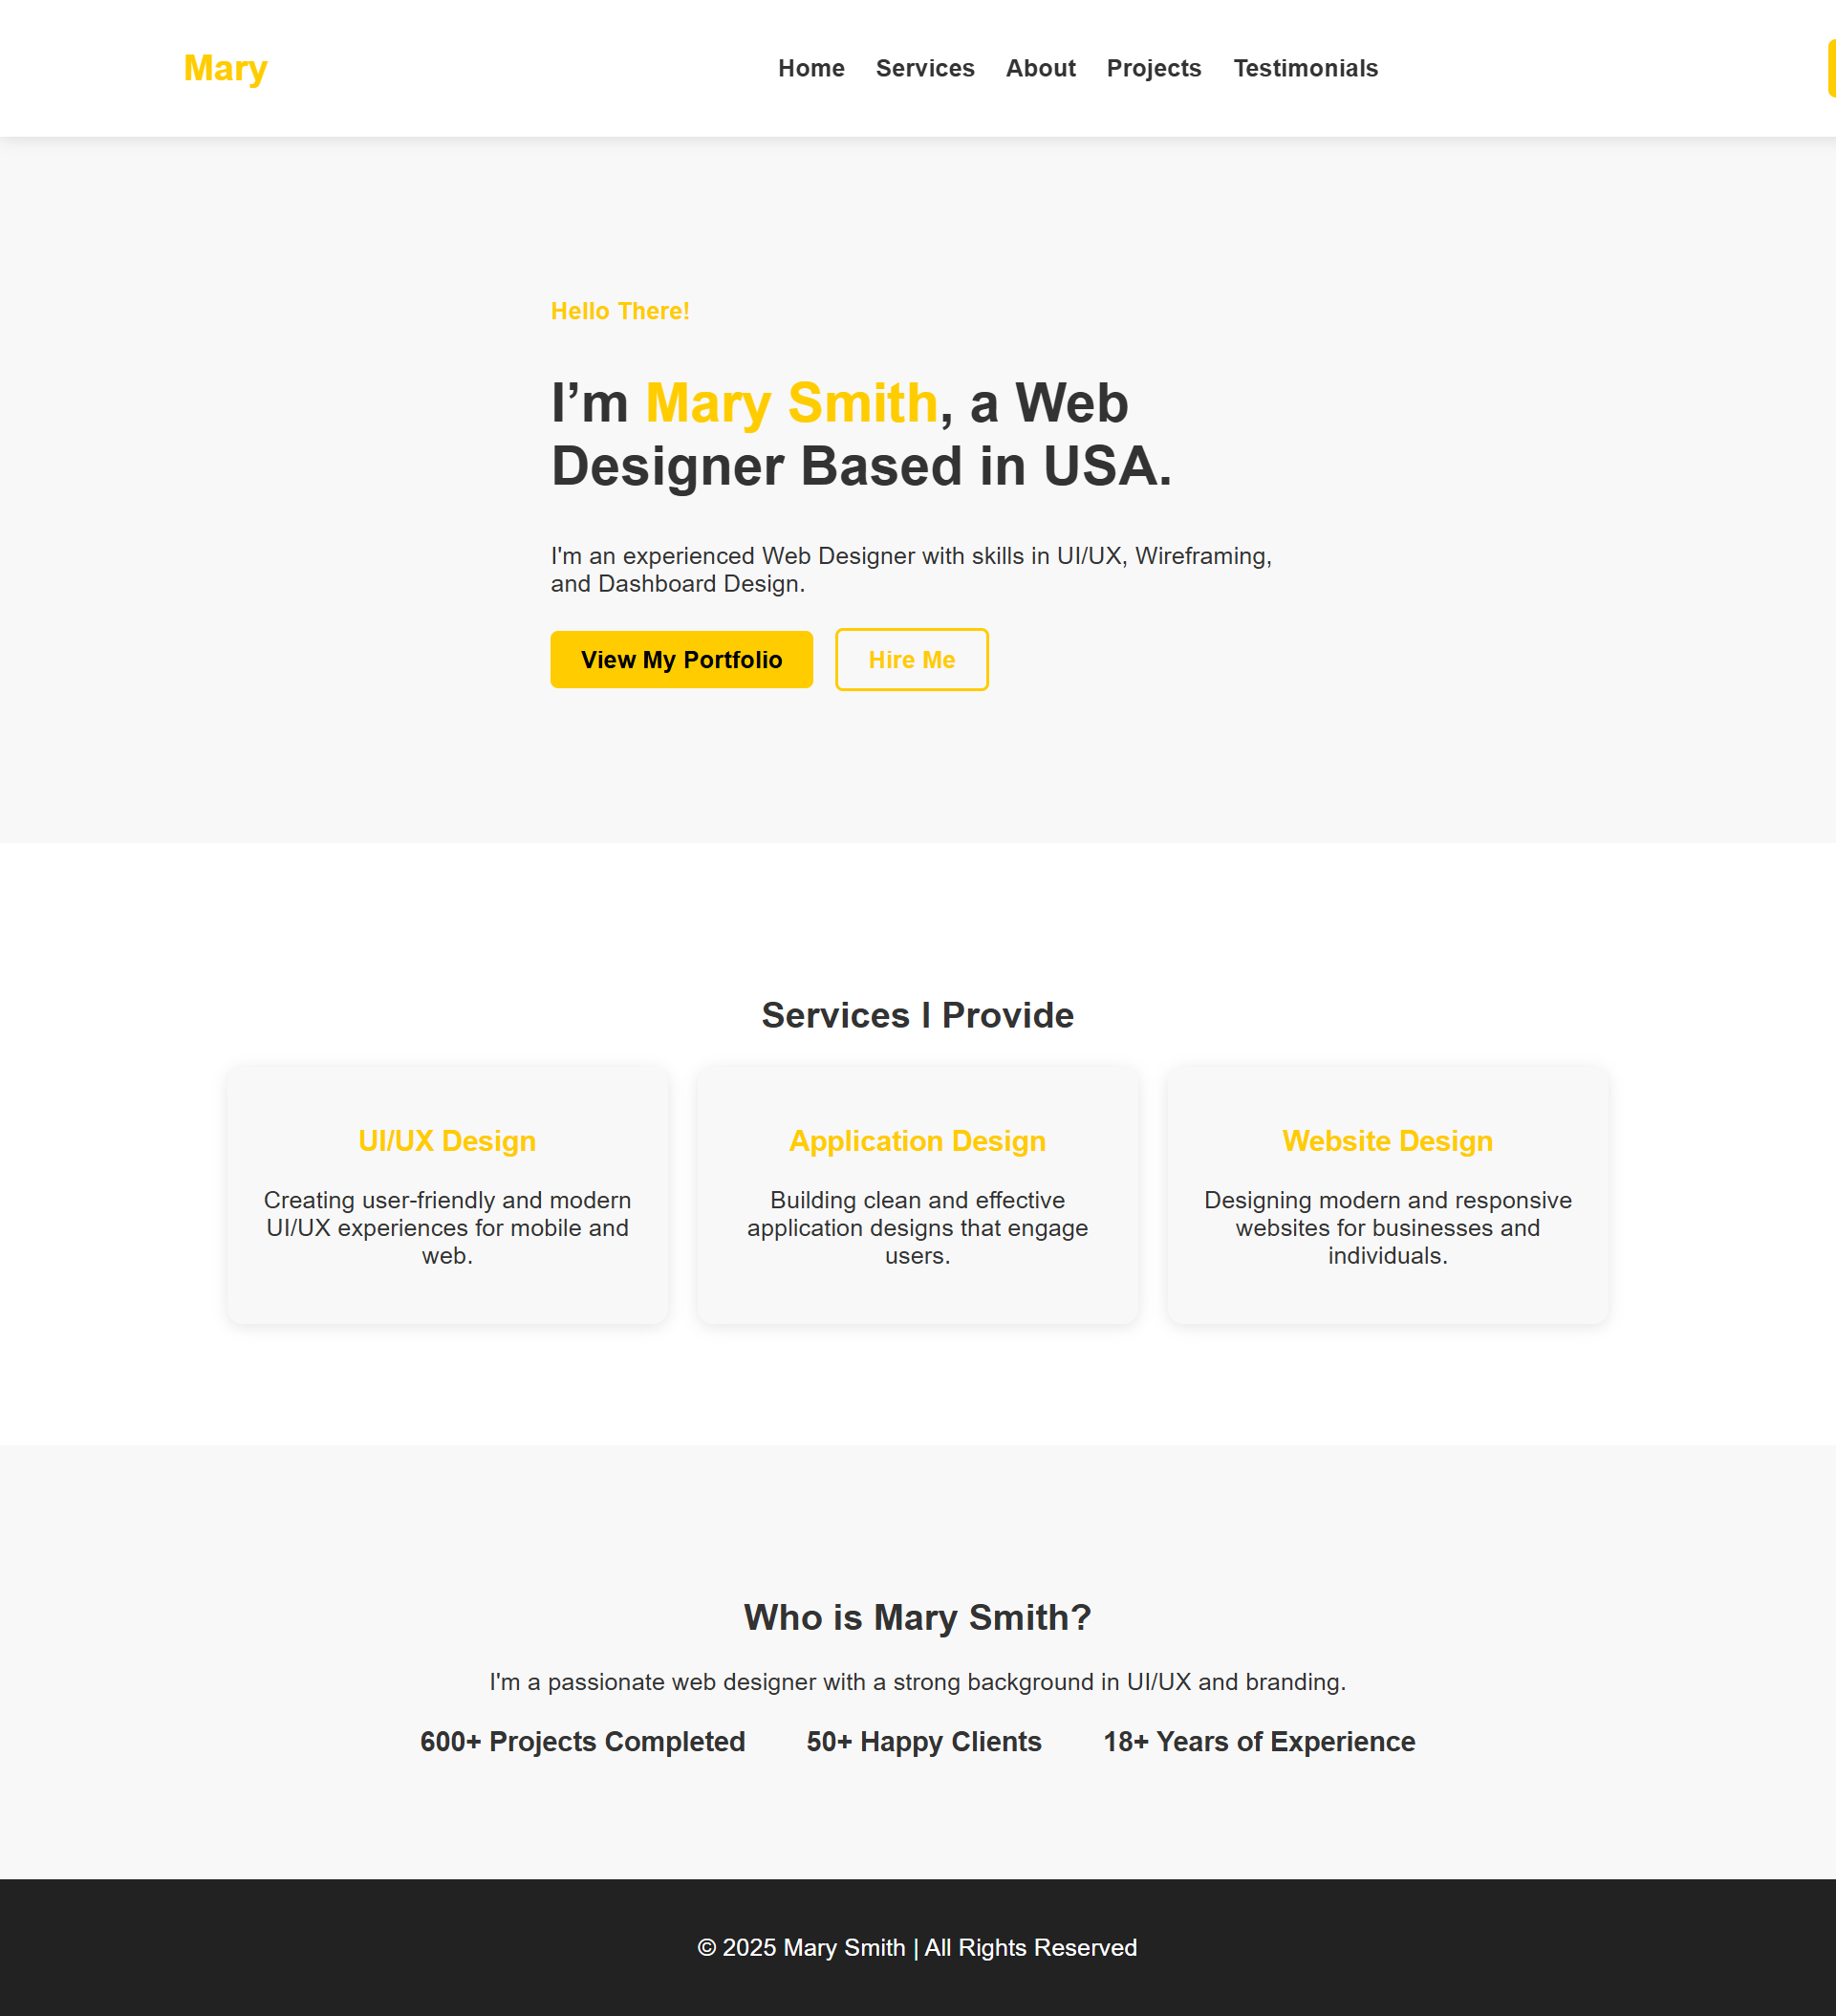 Mary
Home Services About Projects Testimonials
Hello There!
I’m Mary Smith, a Web
Designer Based in USA.
I'm an experienced Web Designer with skills in UI/UX, Wireframing,
and Dashboard Design.
View My Portfolio
Hire Me
Services I Provide
UI/UX Design
Creating user-friendly and modern
UI/UX experiences for mobile and
web.
Application Design
Building clean and effective
application designs that engage
users.
Website Design
Designing modern and responsive
websites for businesses and
individuals.
Who is Mary Smith?
I'm a passionate web designer with a strong background in UI/UX and branding.
600+ Projects Completed
50+ Happy Clients
18+ Years of Experience
© 2025 Mary Smith | All Rights Reserved